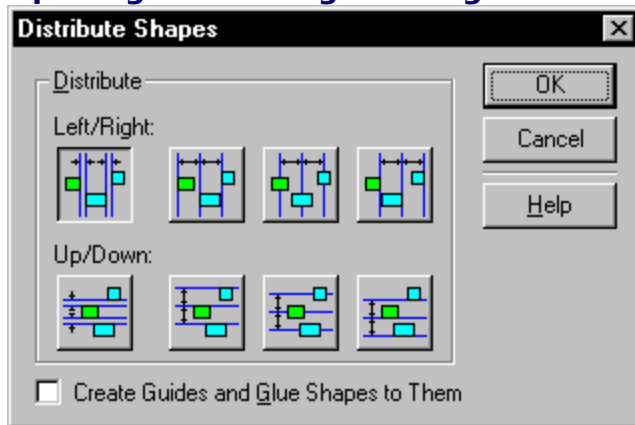 Distribute Shapes
Distribute
Left/Right:
Up/Down:
OK
Cancel
Help
Create Guides and Glue Shapes to Them